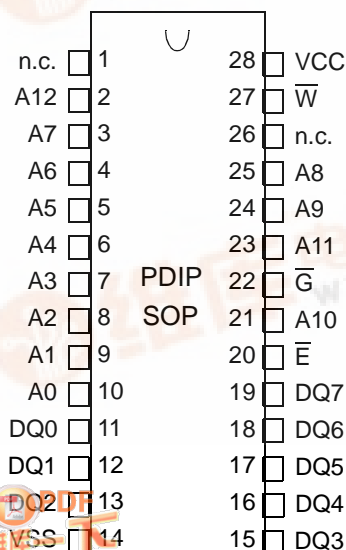 n.c. 1 28 VCC
A12 2 27 W̅
A7 3 26 n.c.
A6 4 25 A8
A5 5 24 A9
A4 6 23 A11
A3 7 PDIP 22 G̅
A2 8 SOP 21 A10
A1 9 20 E̅
A0 10 19 DQ7
DQ0 11 18 DQ6
DQ1 12 17 DQ5
DQ2 13 16 DQ4
VSS 14 15 DQ3
PDF